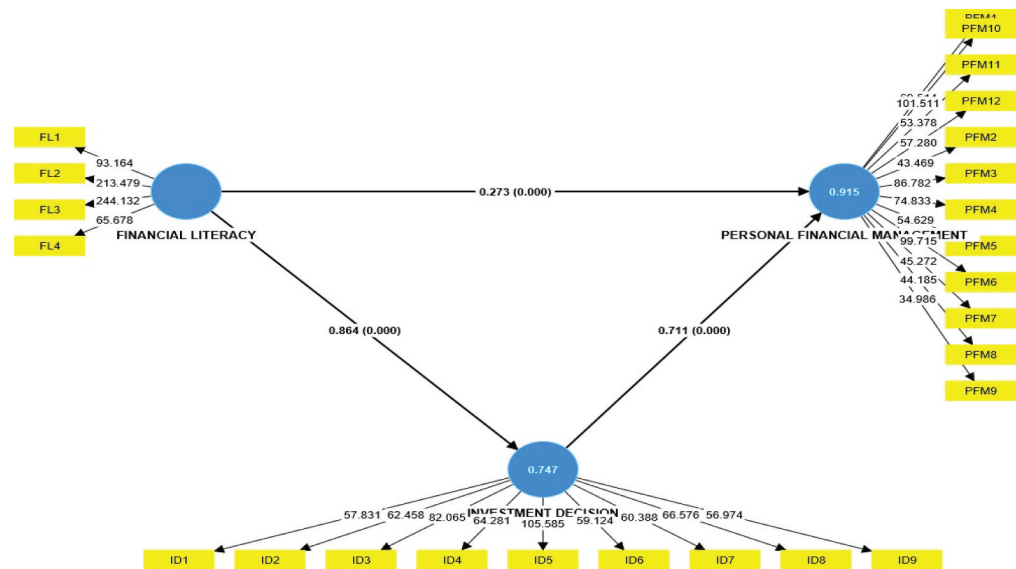 PFM1
PFM10
PFM11
PFM12
PFM2
PFM3
PFM4
PFM5
PFM6
PFM7
PFM8
PFM9
101.511
53.378
57.280
43.469
86.782
74.833
54.629
99.715
45.272
44.185
34.986
0.915
PERSONAL FINANCIAL MANAGEMENT
FL1
FL2
FL3
FL4
93.164
213.479
244.132
65.678
FINANCIAL LITERACY
0.273 (0.000)
0.864 (0.000)
0.711 (0.000)
0.747
INVESTMENT DECISION
57.831
62.458
82.065
64.281
105.585
59.124
60.388
66.576
56.974
ID1
ID2
ID3
ID4
ID5
ID6
ID7
ID8
ID9